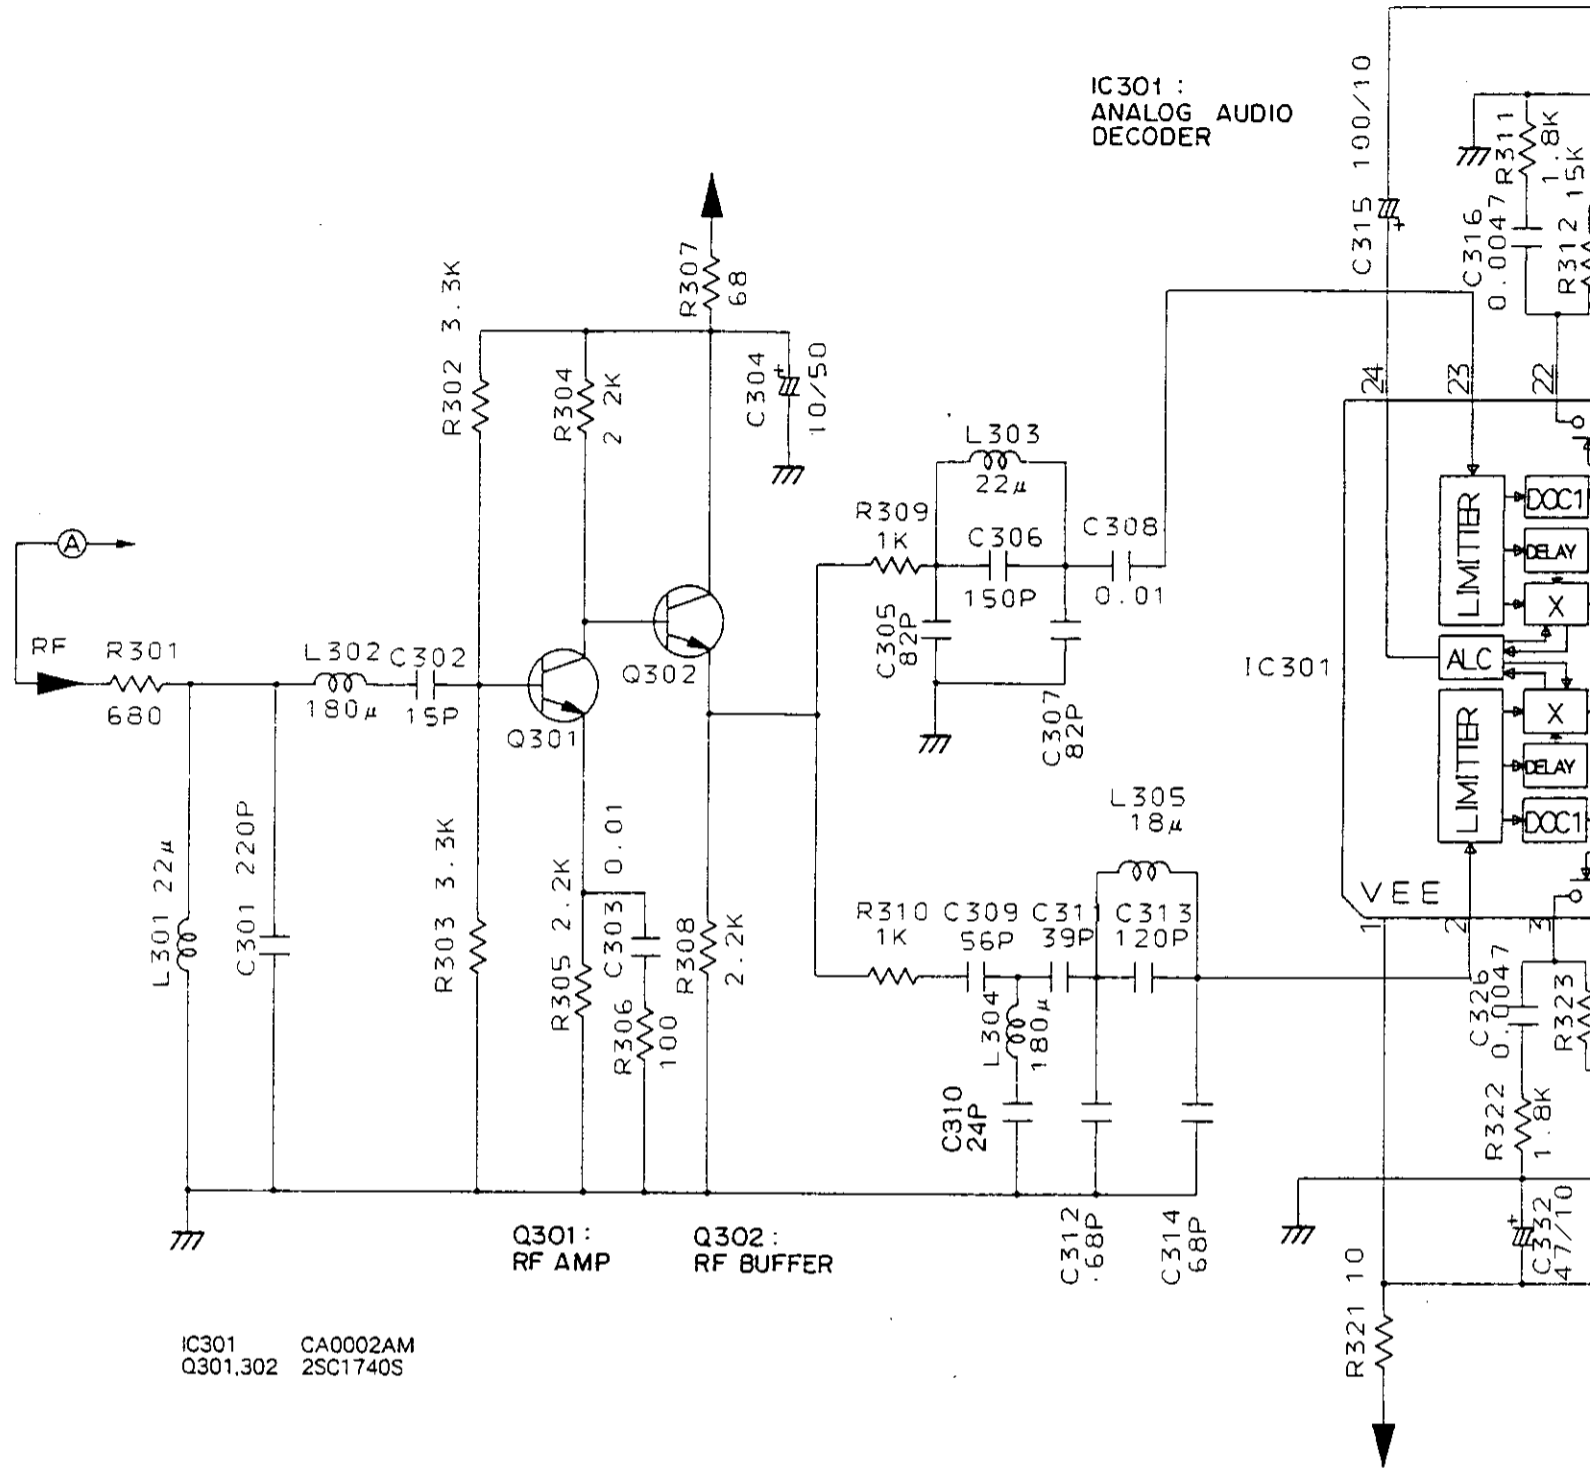 IC301 :
ANALOG AUDIO
DECODER
C315 100/10
R311
1.8K
C316
0.0047
R312 15K
R307
68
R302 3.3K
R304
2 2K
C304
+
10/50
24
23
22
L303
22μ
R309
1K
C306
150P
C308
0.01
C305
82P
C307
82P
A
RF
R301
680
L302
180μ
C302
15P
Q301
Q302
IC301
LIMITTER
DOC1
DELAY
X
ALC
LIMITTER
X
DELAY
DOC1
VEE
1
2
3
L301 22μ
C301 220P
R303 3.3K
R305 2.2K
C303 0.01
R306
100
R308
2.2K
L305
18μ
R310
1K
C309
56P
C311
39P
C313
120P
L304
180μ
C310
24P
C312
.68P
C314
68P
C326
0.0047
R323
R322
1.8K
+
C332
47/10
R321 10
Q301 :
RF AMP
Q302 :
RF BUFFER
IC301 CA0002AM
Q301,302 2SC1740S